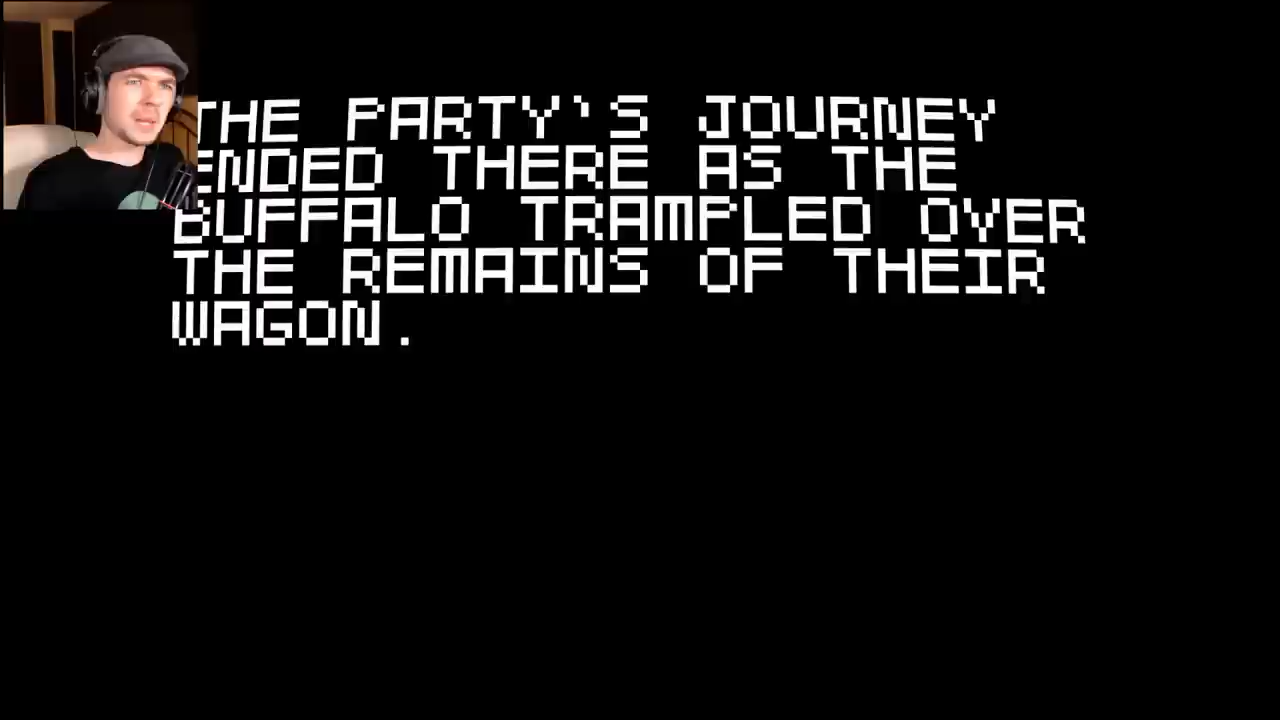 THE PARTY'S JOURNEY
ENDED THERE AS THE
BUFFALO TRAMPLED OVER
THE REMAINS OF THEIR
WAGON.